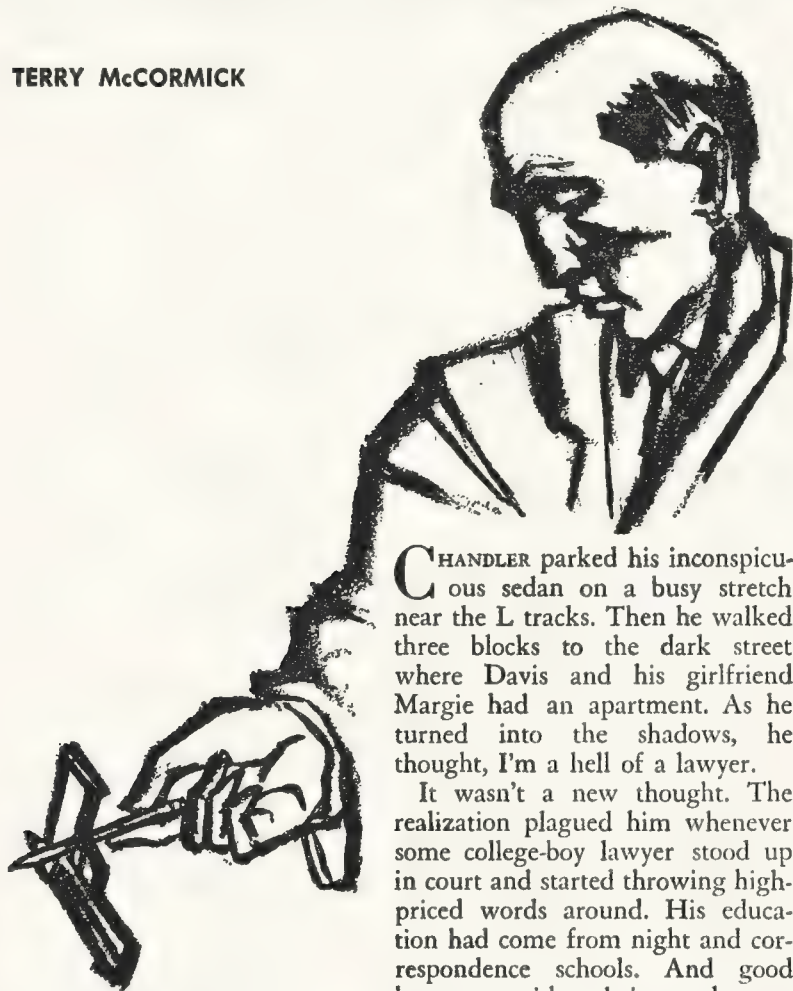 TERRY McCORMICK
CHANDLER parked his inconspicu-
ous sedan on a busy stretch
near the L tracks. Then he walked
three blocks to the dark street
where Davis and his girlfriend
Margie had an apartment. As he
turned into the shadows, he
thought, I'm a hell of a lawyer.
It wasn't a new thought. The
realization plagued him whenever
some college-boy lawyer stood up
in court and started throwing high-
priced words around. His educa-
tion had come from night and cor-
respondence schools. And good